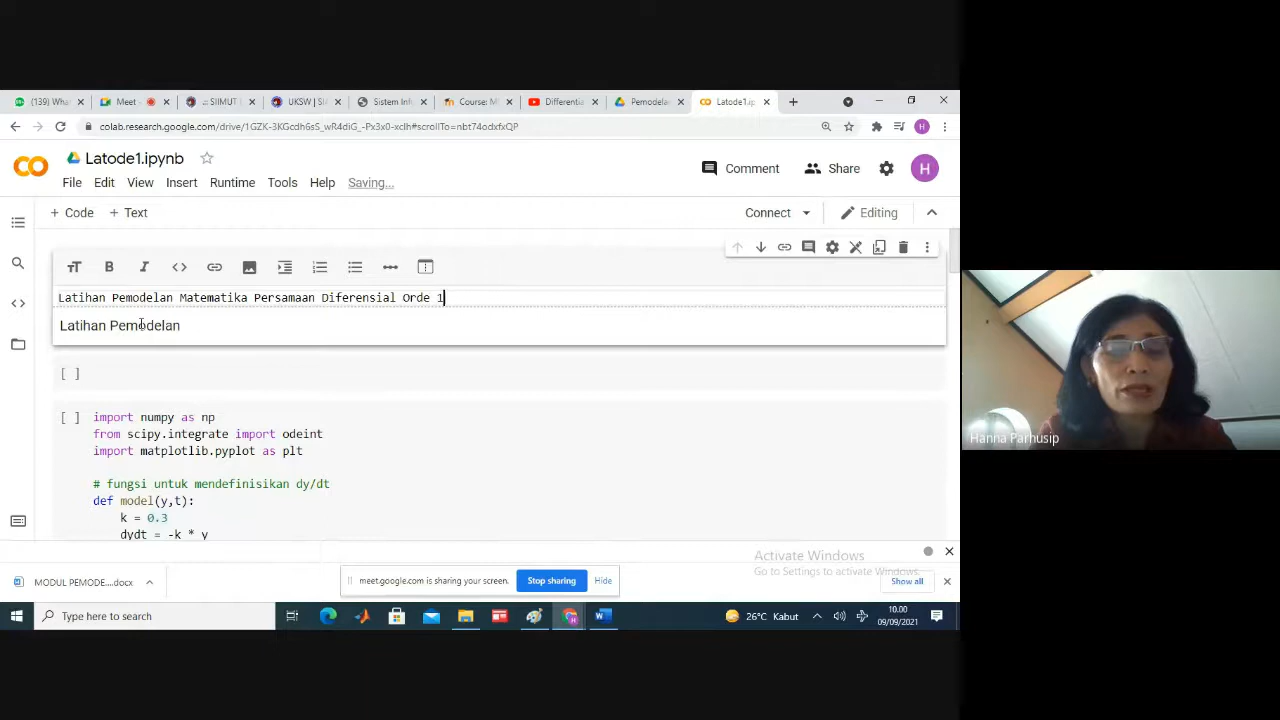 (139) Wha
Meet -
.:: SIIMUT
UKSW | SI
Sistem Inf
Course: M
Differentia
Pemodela
Latode1.ip
colab.research.google.com/drive/1GZK-3KGcdh6sS_wR4diG_-Px3x0-xcIh#scrollTo=nbt74odxfxQP
H
Latode1.ipynb
Comment
Share
H
File Edit View Insert Runtime Tools Help Saving...
+ Code + Text
Connect
Editing
Latihan Pemodelan Matematika Persamaan Diferensial Orde 1
Latihan Pemodelan
[ ]
[ ] import numpy as np
from scipy.integrate import odeint
import matplotlib.pyplot as plt
# fungsi untuk mendefinisikan dy/dt
def model(y,t):
k = 0.3
dydt = -k * y
Hanna Parhusip
Activate Windows
Go to Settings to activate Windows.
MODUL PEMODE....docx
meet.google.com is sharing your screen.
Stop sharing
Hide
Show all
Type here to search
26°C Kabut
10.00
09/09/2021